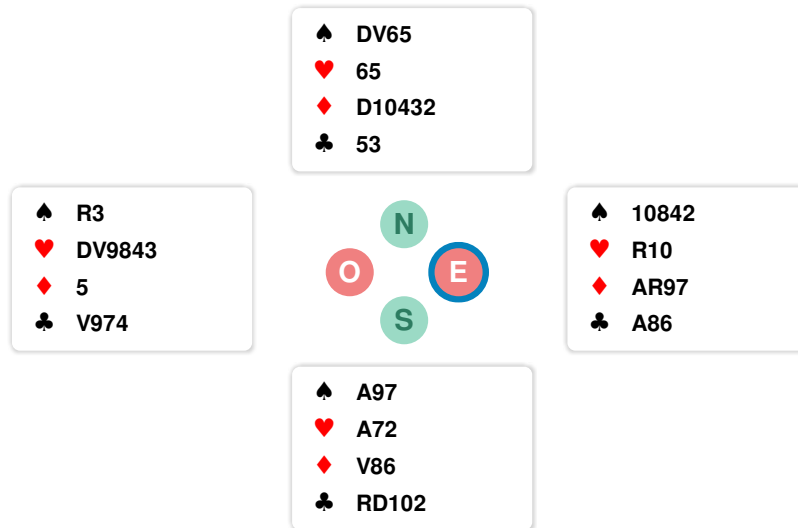 ♠ DV65
♥ 65
♦ D10432
♣ 53
♠ R3
♥ DV9843
♦ 5
♣ V974
N
O
E
S
♠ 10842
♥ R10
♦ AR97
♣ A86
♠ A97
♥ A72
♦ V86
♣ RD102